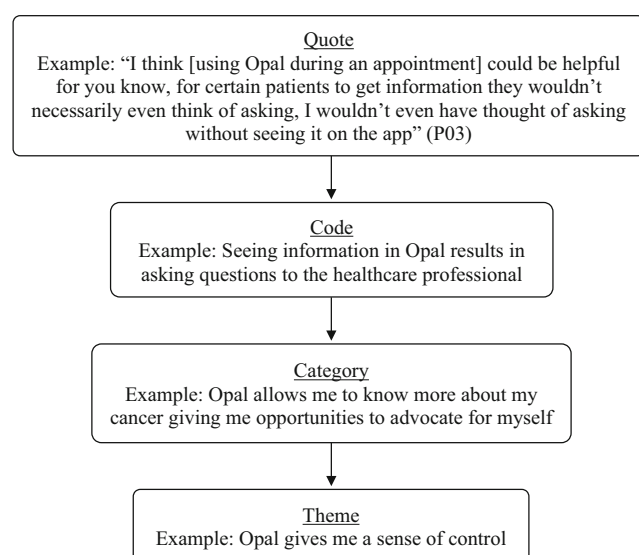 Quote
Example: “I think [using Opal during an appointment] could be helpful
for you know, for certain patients to get information they wouldn’t
necessarily even think of asking, I wouldn’t even have thought of asking
without seeing it on the app” (P03)
Code
Example: Seeing information in Opal results in
asking questions to the healthcare professional
Category
Example: Opal allows me to know more about my
cancer giving me opportunities to advocate for myself
Theme
Example: Opal gives me a sense of control